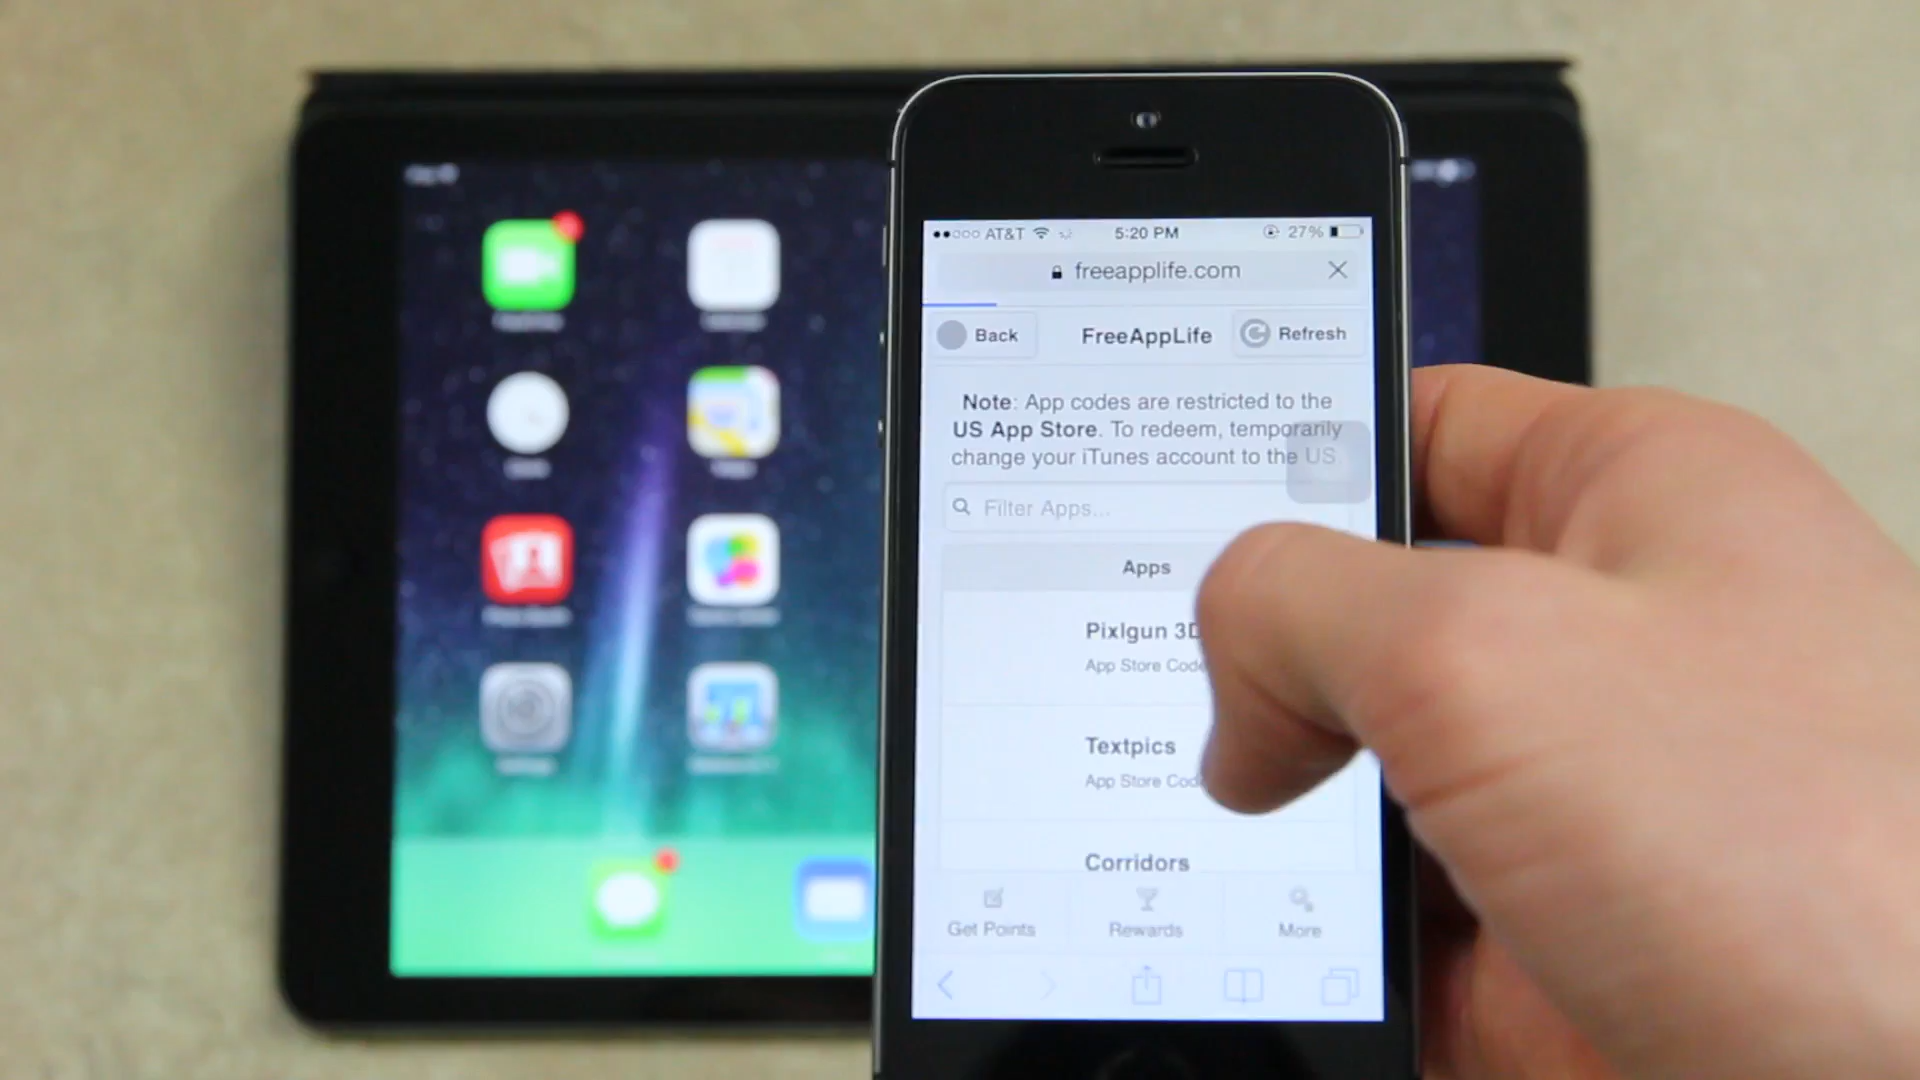 AT&T 5:20 PM 27%
freeapplife.com
Back FreeAppLife Refresh
Note: App codes are restricted to the
US App Store. To redeem, temporarily
change your iTunes account to the US.
Filter Apps...
Apps
Pixlgun 3D
App Store Code
Textpics
App Store Code
Corridors
Get Points Rewards More